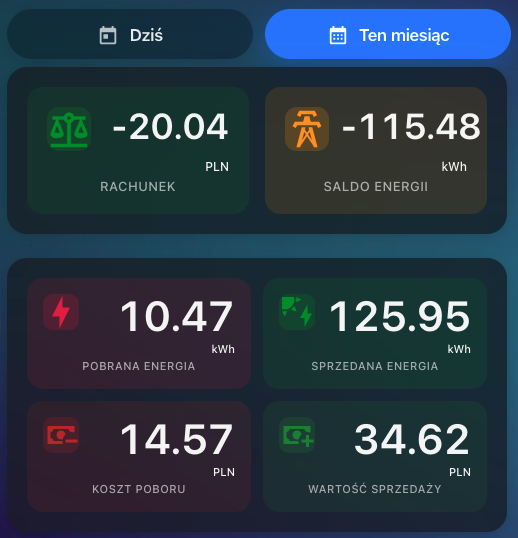 Dziś
Ten miesiąc
-20.04
PLN
RACHUNEK
-115.48
kWh
SALDO ENERGII
10.47
kWh
POBRANA ENERGIA
125.95
kWh
SPRZEDANA ENERGIA
14.57
PLN
KOSZT POBORU
34.62
PLN
WARTOŚĆ SPRZEDAŻY